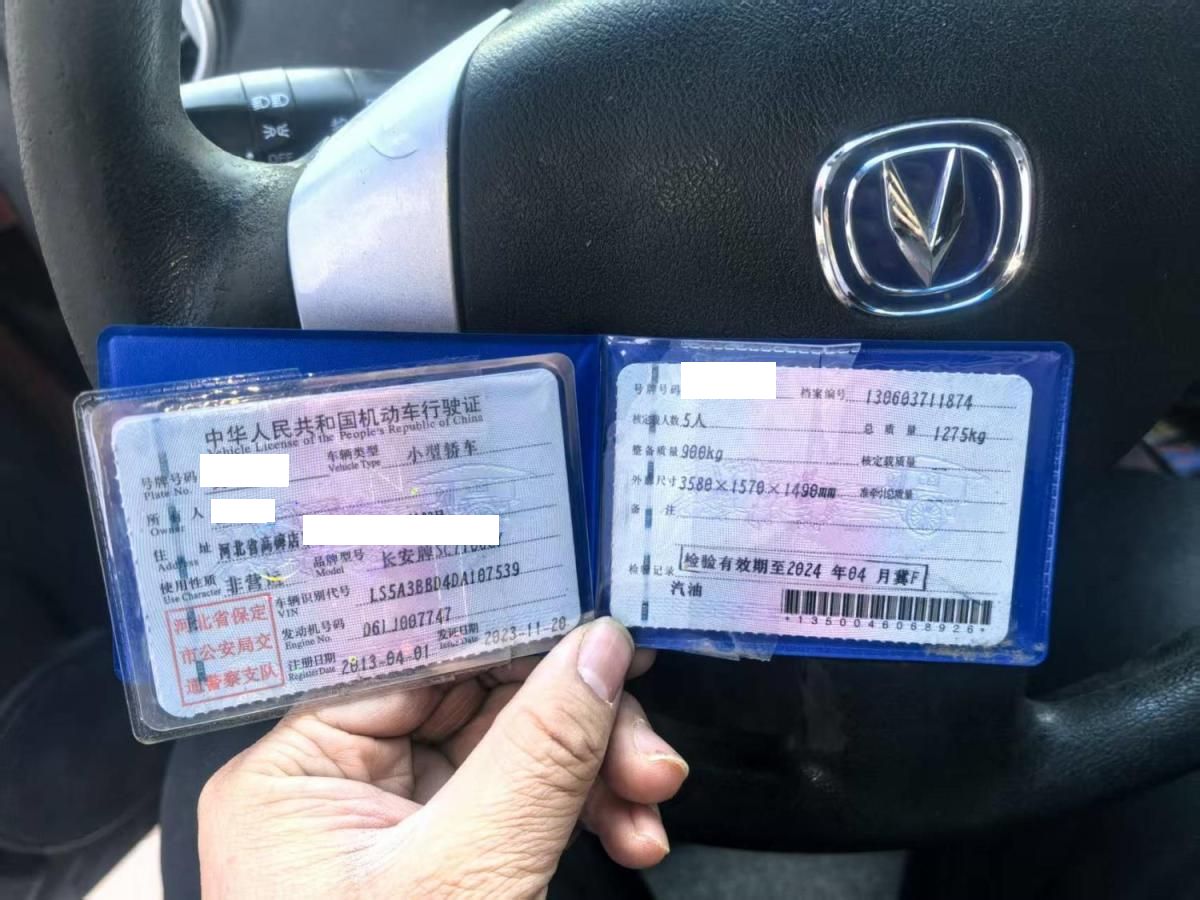 OFF
中华人民共和国机动车行驶证
Vehicle License of the People's Republic of China
号牌号码
Plate No.
车辆类型 小型轿车
Vehicle Type
所 人
Owner
住 址 河北省高碑店
Address
使用性质 非营
Use Character
品牌型号 长安牌
Model
车辆识别代号 LS5A3BBD4DA107539
VIN
发动机号码 D6LJ007747
Engine No.
注册日期 2013-04-01
Register Date
发证日期 2023-11-20
Issue Date
河北省保定
市公安局交
通警察支队
号牌号码 档案编号 130603711874
核定载人数 5人 总 质 量 1275kg
整备质量 900kg 核定载质量
外 尺寸 3580×1570×1490mm 准牵引总质量
备 注
检验记录 检验有效期至2024 年04 月冀F
汽油
*1350046068926*